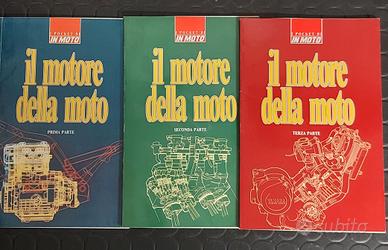 I POCKET DI
IN MOTO
il motore
della moto
PRIMA PARTE
I POCKET DI
IN MOTO
il motore
della moto
SECONDA PARTE
I POCKET DI
IN MOTO
il motore
della moto
TERZA PARTE
subito